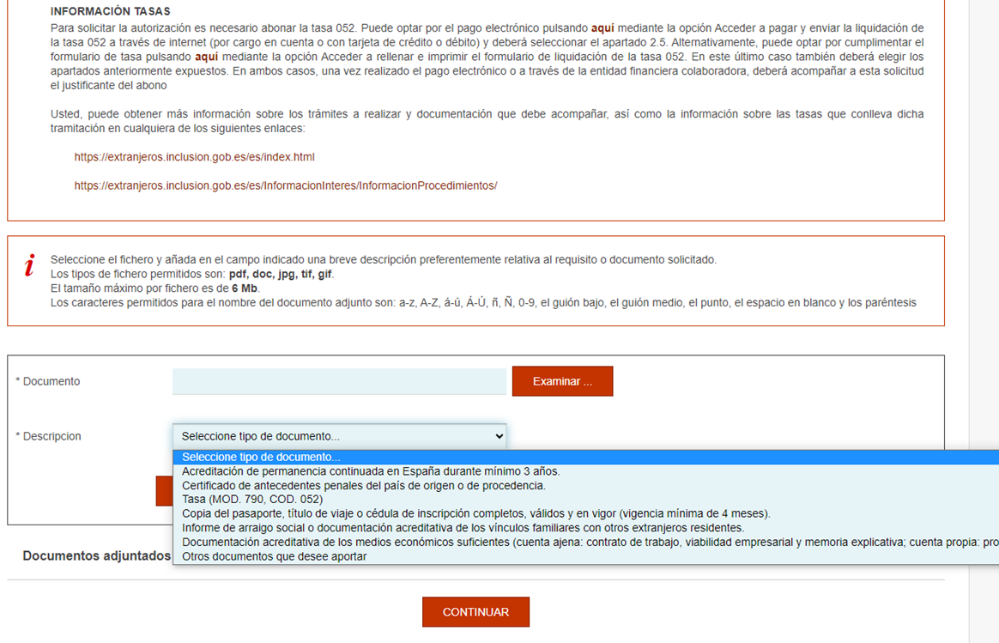 INFORMACIÓN TASAS
Para solicitar la autorización es necesario abonar la tasa 052. Puede optar por el pago electrónico pulsando aquí mediante la opción Acceder a pagar y enviar la liquidación de
la tasa 052 a través de internet (por cargo en cuenta o con tarjeta de crédito o débito) y deberá seleccionar el apartado 2.5. Alternativamente, puede optar por cumplimentar el
formulario de tasa pulsando aquí mediante la opción Acceder a rellenar e imprimir el formulario de liquidación de la tasa 052. En este último caso también deberá elegir los
apartados anteriormente expuestos. En ambos casos, una vez realizado el pago electrónico o a través de la entidad financiera colaboradora, deberá acompañar a esta solicitud
el justificante del abono
Usted, puede obtener más información sobre los trámites a realizar y documentación que debe acompañar, así como la información sobre las tasas que conlleva dicha
tramitación en cualquiera de los siguientes enlaces:
https://extranjeros.inclusion.gob.es/es/index.html
https://extranjeros.inclusion.gob.es/es/InformacionInteres/InformacionProcedimientos/
i
Seleccione el fichero y añada en el campo indicado una breve descripción preferentemente relativa al requisito o documento solicitado.
Los tipos de fichero permitidos son: pdf, doc, jpg, tif, gif.
El tamaño máximo por fichero es de 6 Mb.
Los caracteres permitidos para el nombre del documento adjunto son: a-z, A-Z, á-ú, Á-Ú, ñ, Ñ, 0-9, el guión bajo, el guión medio, el punto, el espacio en blanco y los paréntesis
* Documento
Examinar ...
* Descripcion
Seleccione tipo de documento...
Seleccione tipo de documento...
Acreditación de permanencia continuada en España durante mínimo 3 años.
Certificado de antecedentes penales del país de origen o de procedencia.
Tasa (MOD. 790, COD. 052)
Copia del pasaporte, título de viaje o cédula de inscripción completos, válidos y en vigor (vigencia mínima de 4 meses).
Informe de arraigo social o documentación acreditativa de los vínculos familiares con otros extranjeros residentes.
Documentación acreditativa de los medios económicos suficientes (cuenta ajena: contrato de trabajo, viabilidad empresarial y memoria explicativa; cuenta propia: pro
Otros documentos que desee aportar
Documentos adjuntados
CONTINUAR